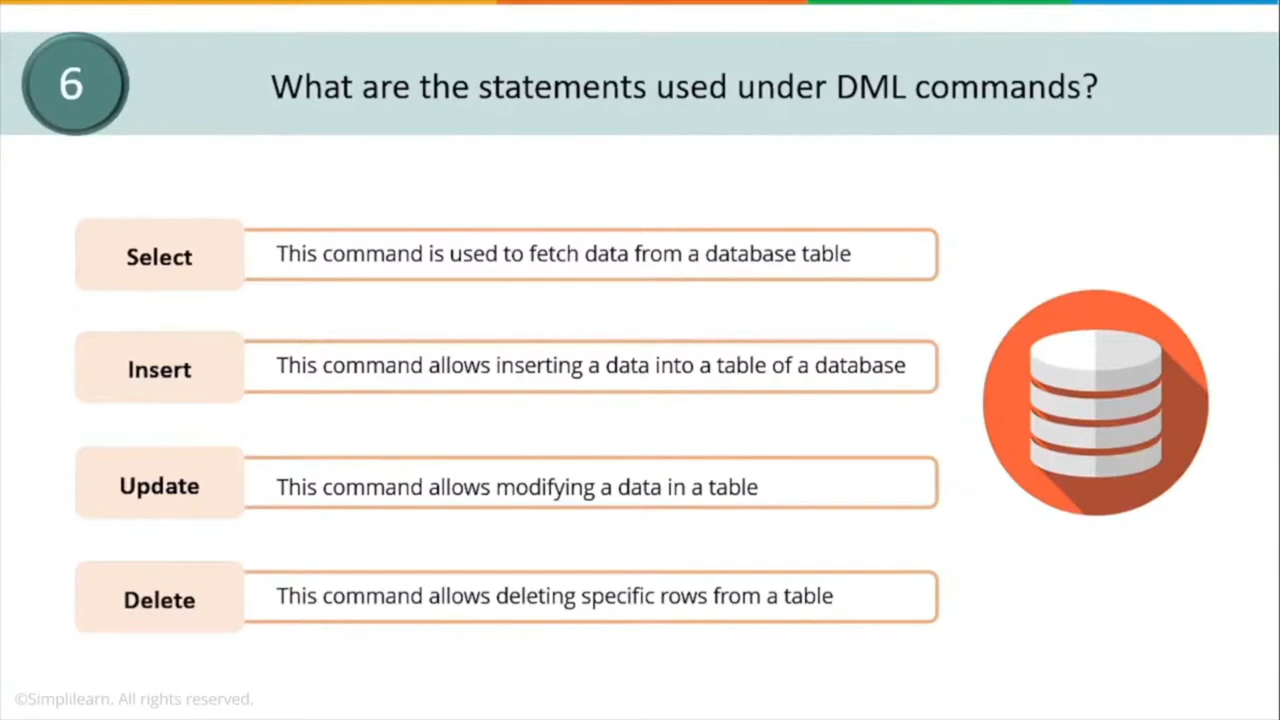 6
What are the statements used under DML commands?
Select
This command is used to fetch data from a database table
Insert
This command allows inserting a data into a table of a database
Update
This command allows modifying a data in a table
Delete
This command allows deleting specific rows from a table
©Simplilearn. All rights reserved.